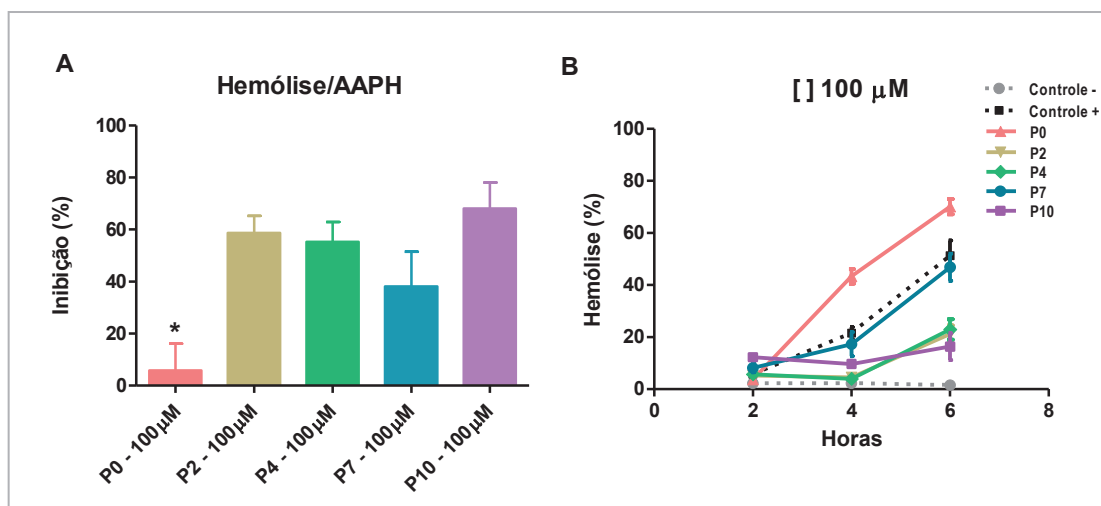 A
Hemólise/AAPH
Inibição (%)
100
80
60
40
20
0
*
P0 - 100µM
P2 - 100µM
P4 - 100µM
P7 - 100µM
P10 - 100µM
B
[ ] 100 µM
Hemólise (%)
100
80
60
40
20
0
0 2 4 6 8
Horas
Controle -
Controle +
P0
P2
P4
P7
P10